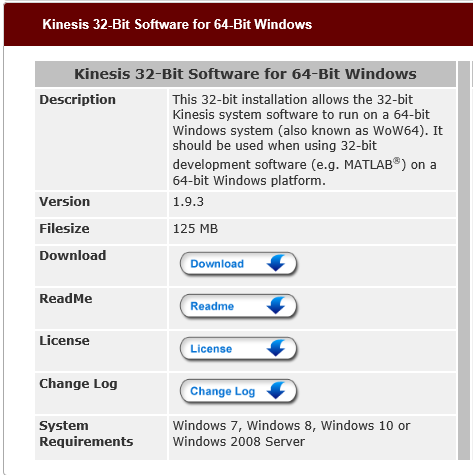 Kinesis 32-Bit Software for 64-Bit Windows
Kinesis 32-Bit Software for 64-Bit Windows
Description
This 32-bit installation allows the 32-bit
Kinesis system software to run on a 64-bit
Windows system (also known as WoW64). It
should be used when using 32-bit
development software (e.g. MATLAB®) on a
64-bit Windows platform.
Version
1.9.3
Filesize
125 MB
Download
Download
ReadMe
Readme
License
License
Change Log
Change Log
System
Requirements
Windows 7, Windows 8, Windows 10 or
Windows 2008 Server